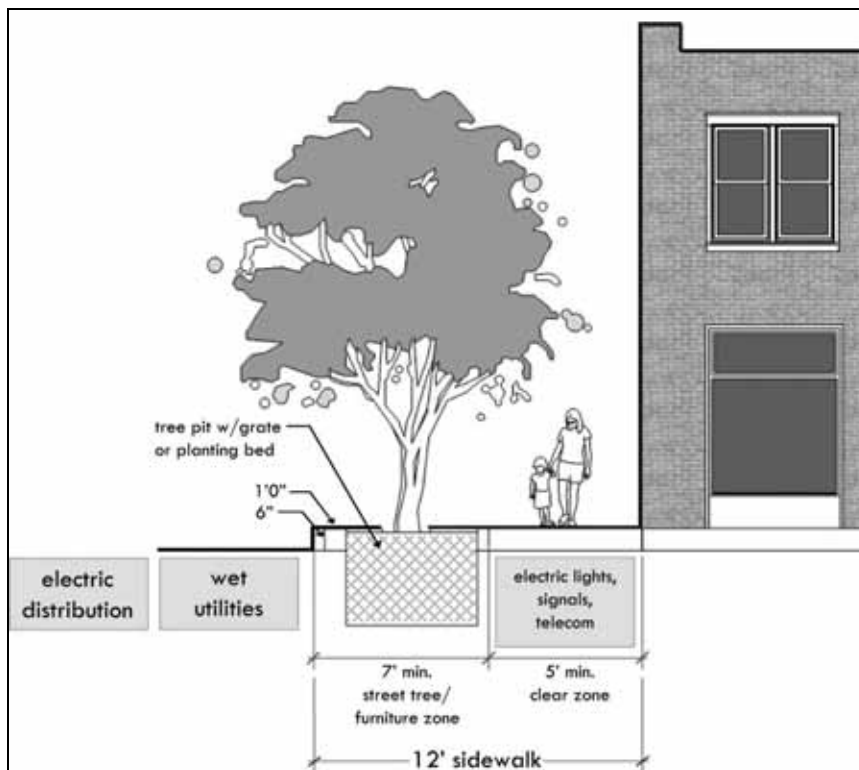 tree pit w/grate
or planting bed
1'0"
6"
electric
distribution
wet
utilities
electric lights,
signals,
telecom
7' min.
street tree/
furniture zone
5' min.
clear zone
12' sidewalk